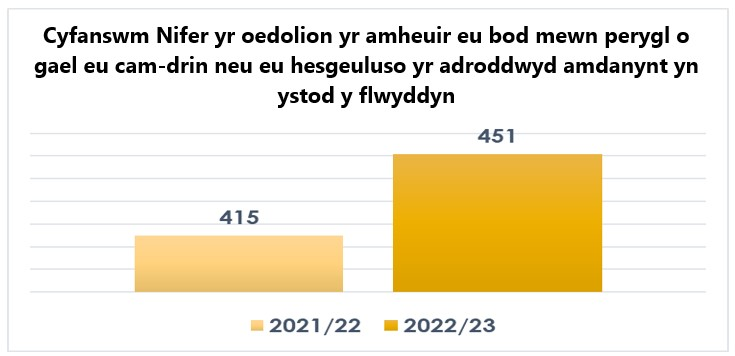 Cyfanswm Nifer yr oedolion yr amheuir eu bod mewn perygl o
gael eu cam-drin neu eu hesgeuluso yr adroddwyd amdanynt yn
ystod y flwyddyn
451
415
2021/22 2022/23